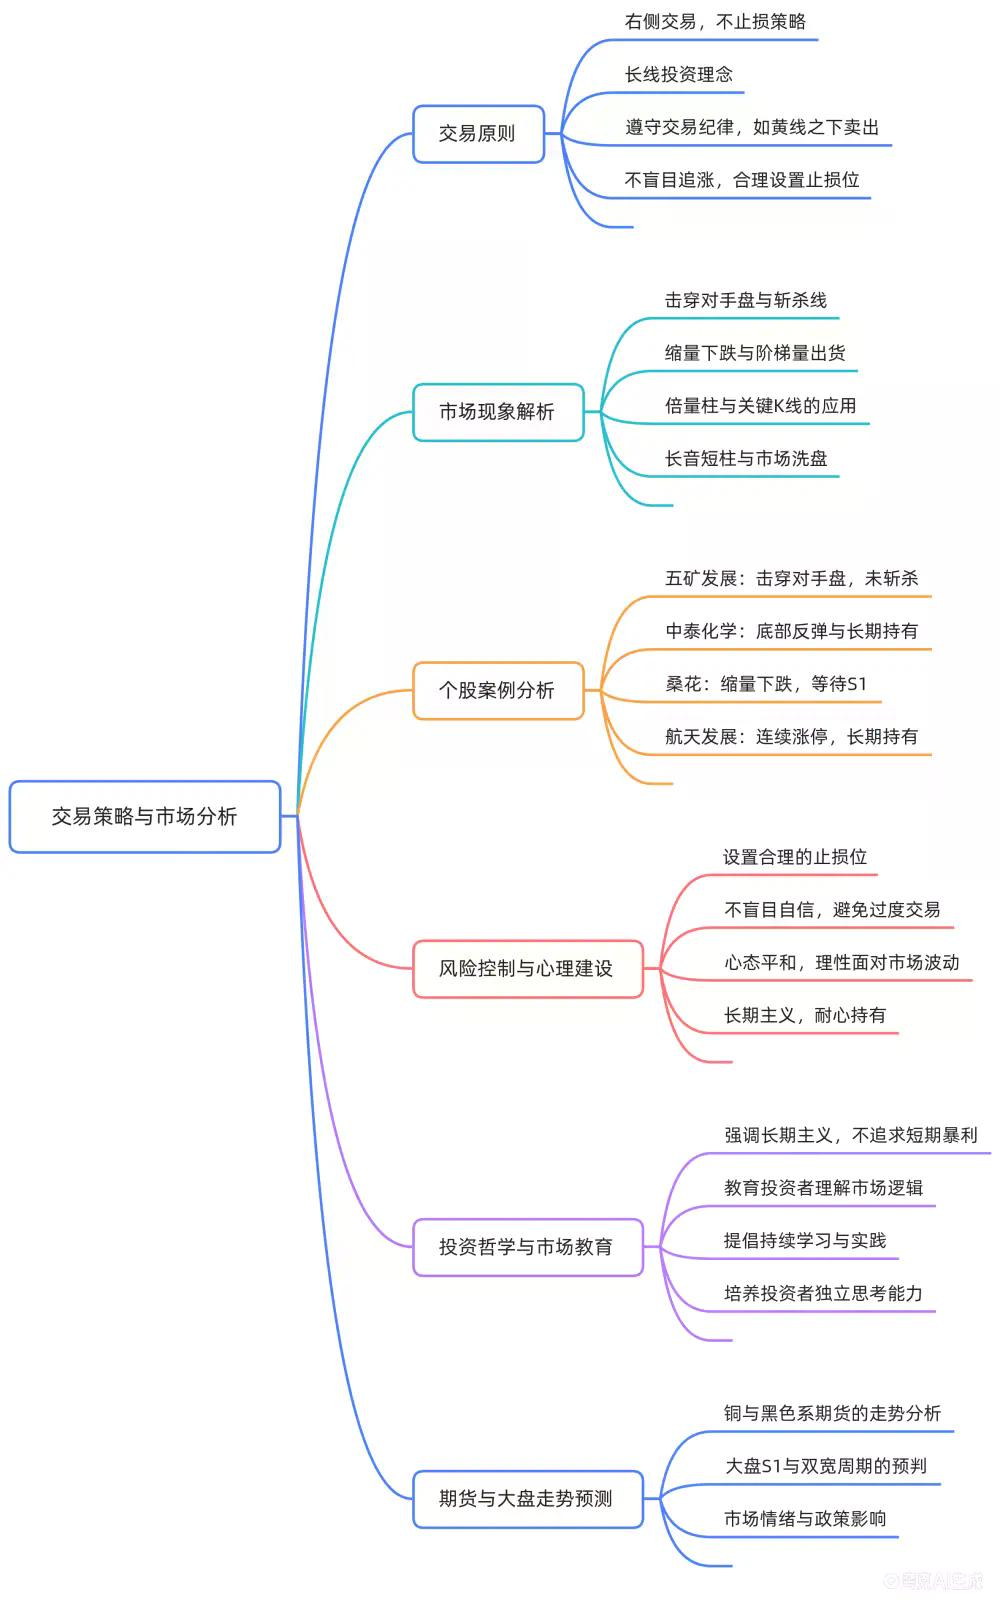 交易策略与市场分析
交易原则
右侧交易，不止损策略
长线投资理念
遵守交易纪律，如黄线之下卖出
不盲目追涨，合理设置止损位
市场现象解析
击穿对手盘与斩杀线
缩量下跌与阶梯量出货
倍量柱与关键K线的应用
长音短柱与市场洗盘
个股案例分析
五矿发展：击穿对手盘，未斩杀
中泰化学：底部反弹与长期持有
桑花：缩量下跌，等待S1
航天发展：连续涨停，长期持有
风险控制与心理建设
设置合理的止损位
不盲目自信，避免过度交易
心态平和，理性面对市场波动
长期主义，耐心持有
投资哲学与市场教育
强调长期主义，不追求短期暴利
教育投资者理解市场逻辑
提倡持续学习与实践
培养投资者独立思考能力
期货与大盘走势预测
铜与黑色系期货的走势分析
大盘S1与双宽周期的预判
市场情绪与政策影响
夸克AI生成